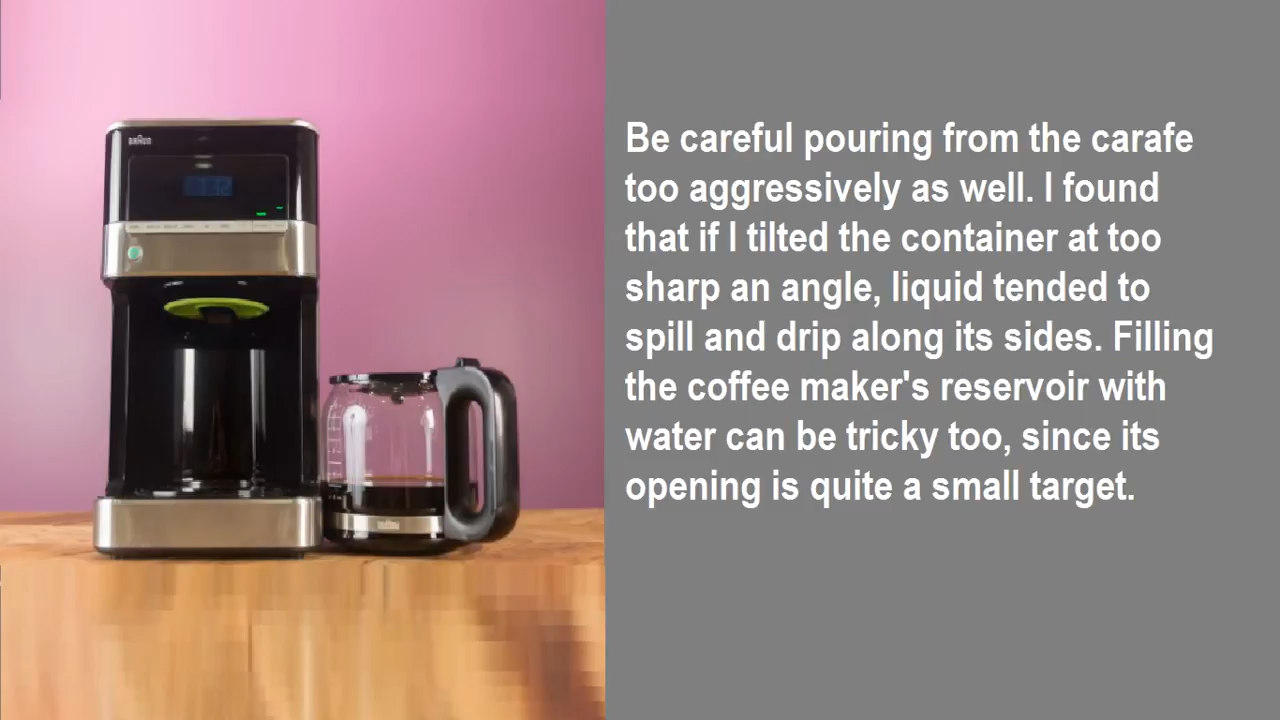 BRAUN
Be careful pouring from the carafe
too aggressively as well. I found
that if I tilted the container at too
sharp an angle, liquid tended to
spill and drip along its sides. Filling
the coffee maker's reservoir with
water can be tricky too, since its
opening is quite a small target.